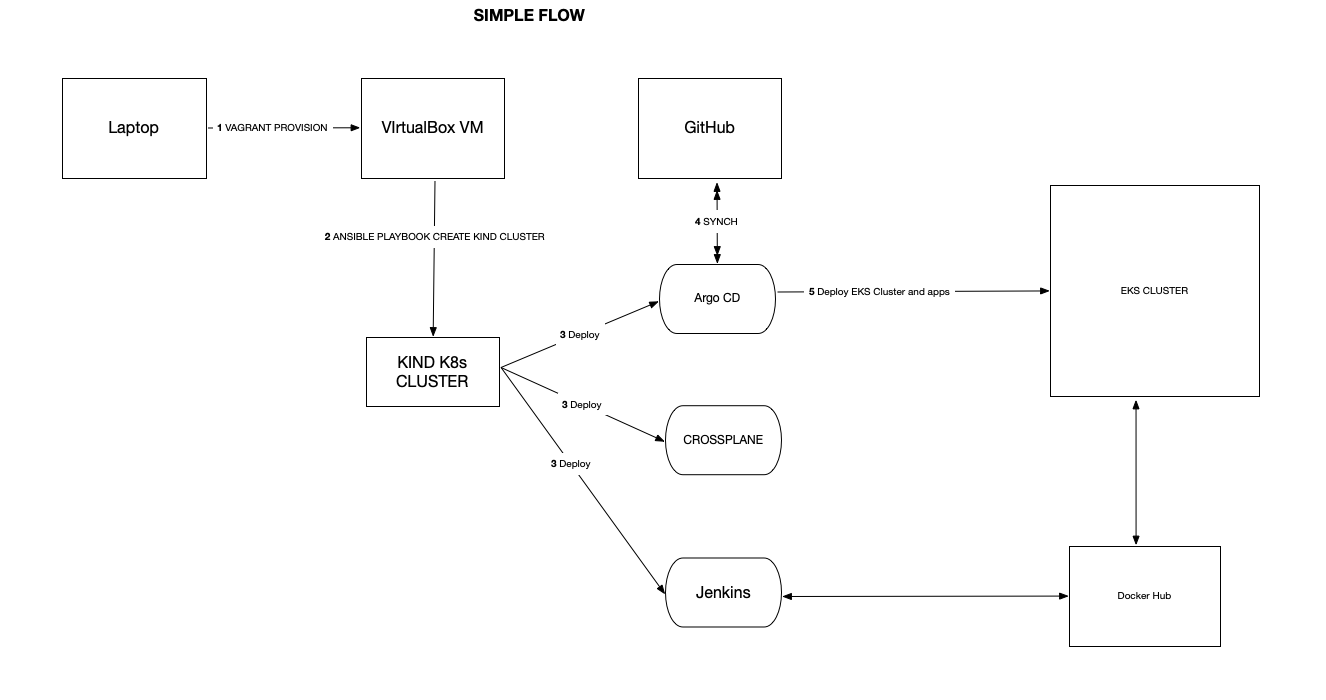 SIMPLE FLOW
Laptop
1 VAGRANT PROVISION
VIrtualBox VM
GitHub
4 SYNCH
2 ANSIBLE PLAYBOOK CREATE KIND CLUSTER
Argo CD
5 Deploy EKS Cluster and apps
EKS CLUSTER
3 Deploy
KIND K8s
CLUSTER
3 Deploy
CROSSPLANE
3 Deploy
Jenkins
Docker Hub